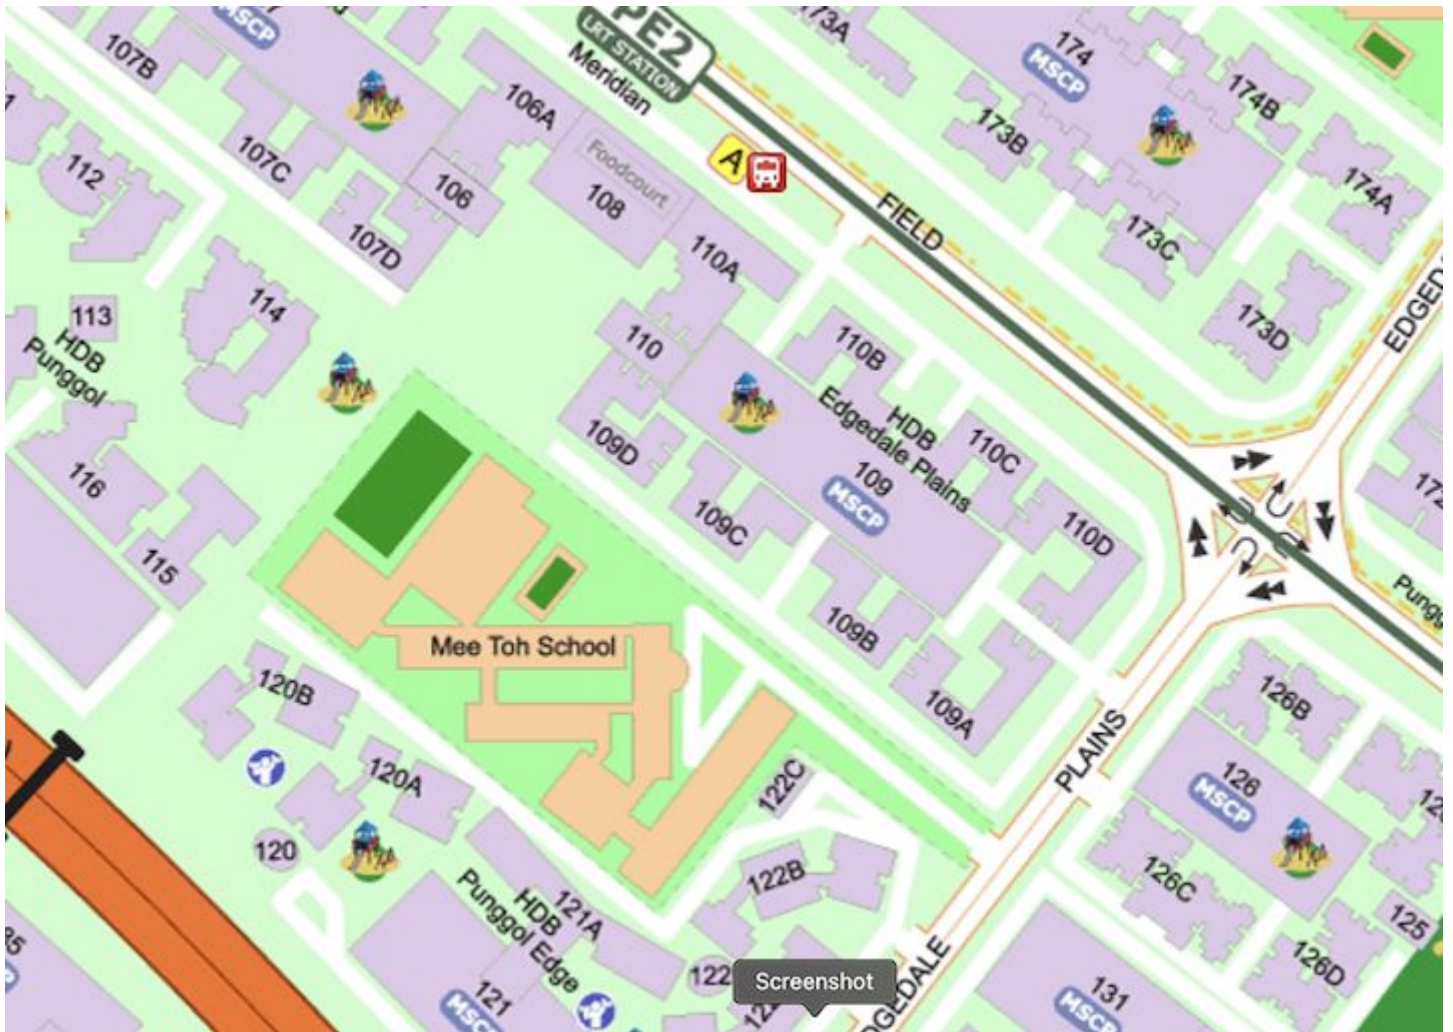 MSCP
107B
PE2
LRT STATION
Meridian
173A
174
MSCP
174B
173B
174A
173C
173D
106A
Foodcourt
108
106
107C
107D
112
A
FIELD
110A
110
114
113
HDB
Punggol
110B
HDB
Edgedale Plains
109
MSCP
110C
110D
109D
109C
109B
109A
116
115
Mee Toh School
120B
120A
120
122C
122B
PLAINS
126B
126
MSCP
126C
126D
125
HDB
Punggol Edge
121A
121
122
131
MSCP
Screenshot